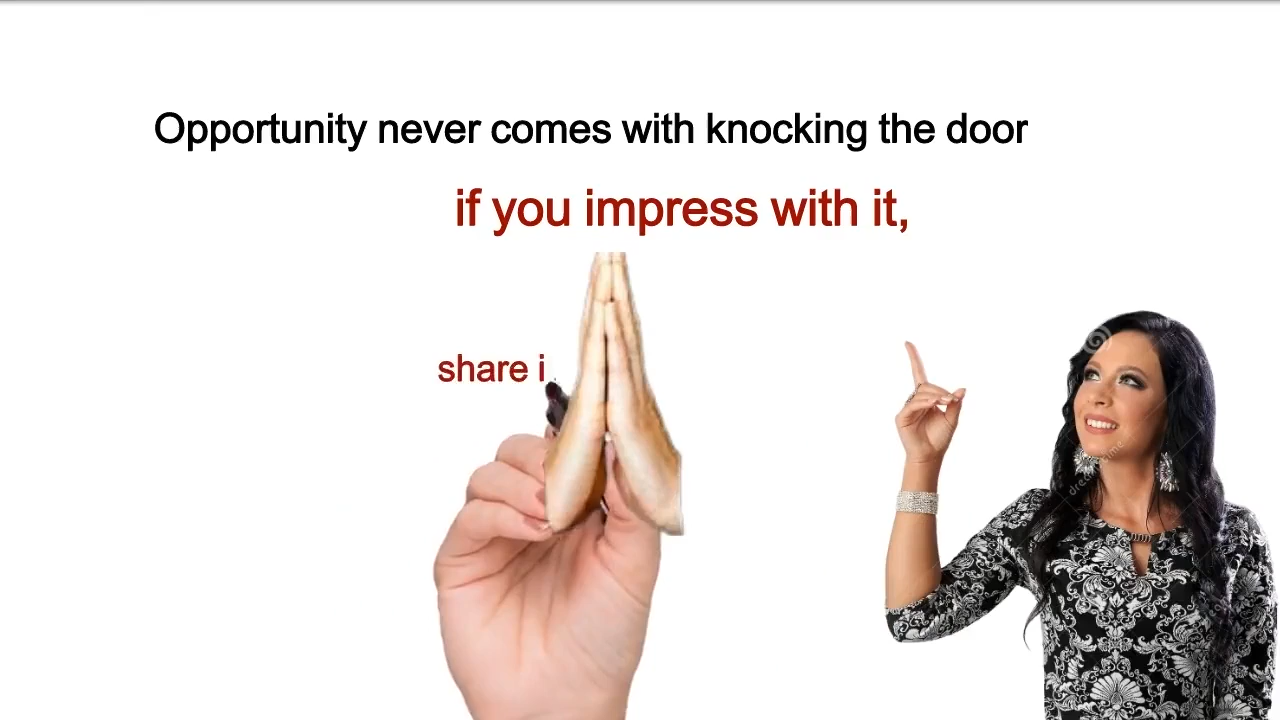 Opportunity never comes with knocking the door
if you impress with it,
share i